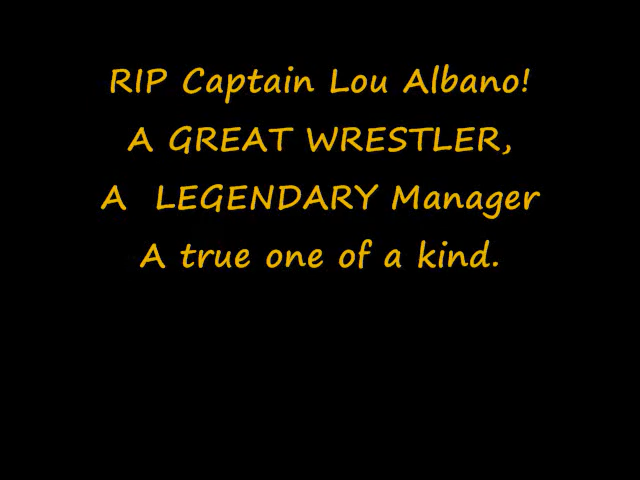 RIP Captain Lou Albano!
A GREAT WRESTLER,
A LEGENDARY Manager
A true one of a kind.